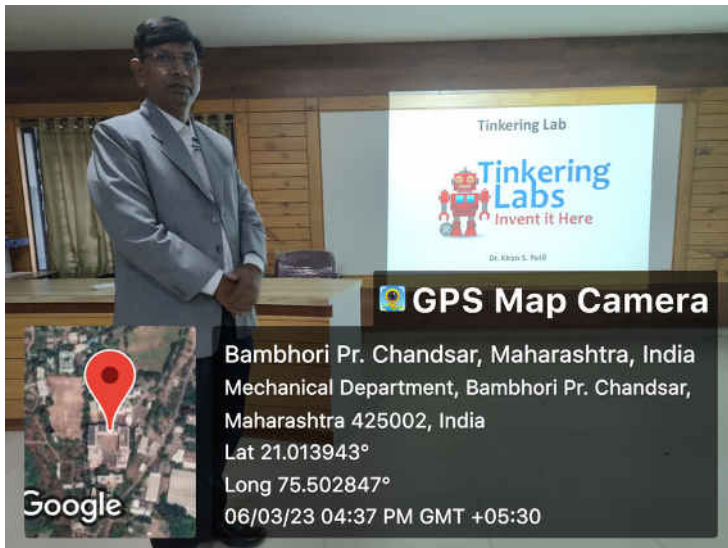 Tinkering Lab
Tinkering
Labs
Invent it Here
Dr. Kiran S. Patil
GPS Map Camera
Bambhori Pr. Chandsar, Maharashtra, India
Mechanical Department, Bambhori Pr. Chandsar,
Maharashtra 425002, India
Lat 21.013943°
Long 75.502847°
06/03/23 04:37 PM GMT +05:30
Google